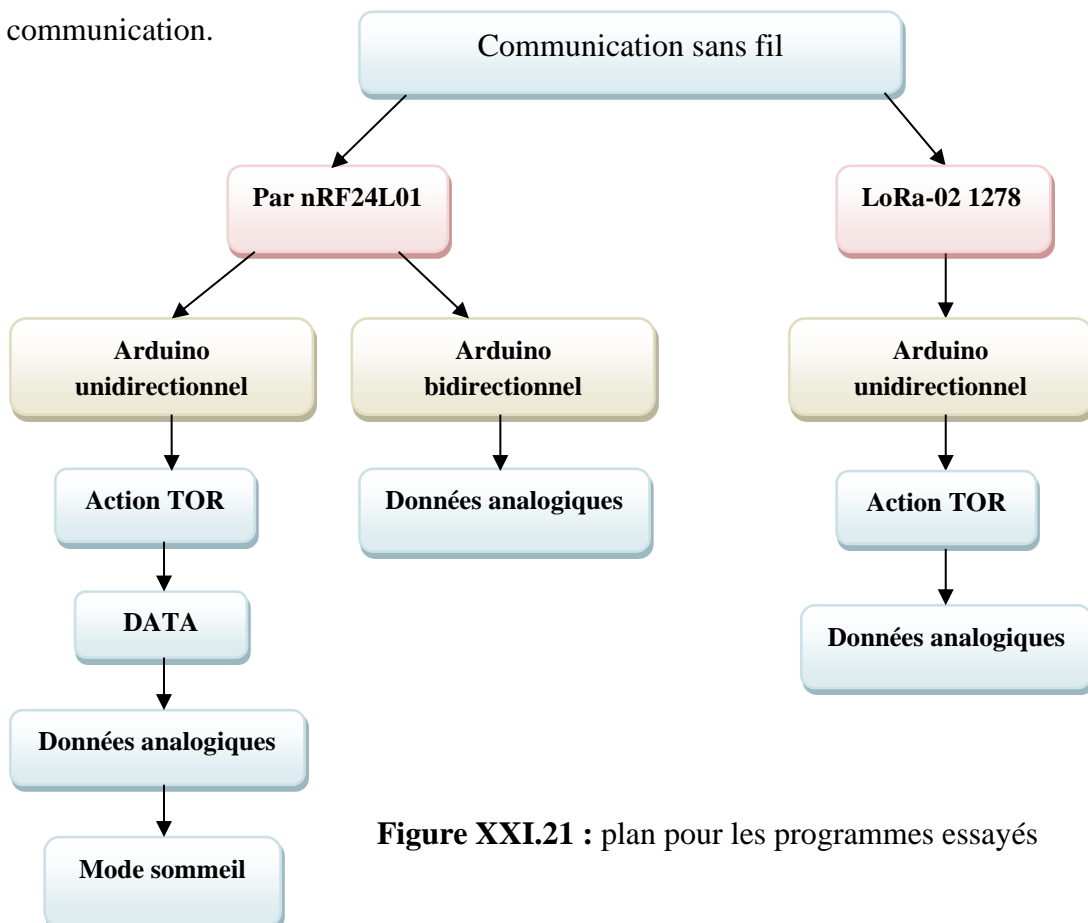 communication.
Communication sans fil
Par nRF24L01
LoRa-02 1278
Arduino
unidirectionnel
Arduino
bidirectionnel
Arduino
unidirectionnel
Action TOR
Données analogiques
Action TOR
DATA
Données analogiques
Données analogiques
Mode sommeil
Figure XXI.21 : plan pour les programmes essayés